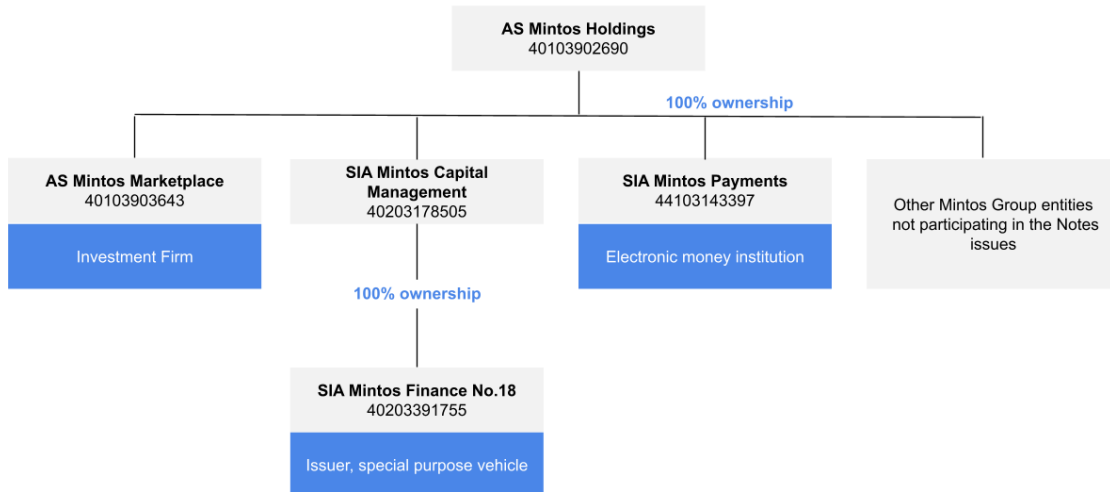 AS Mintos Holdings
40103902690
100% ownership
AS Mintos Marketplace
40103903643
Investment Firm
SIA Mintos Capital
Management
40203178505
100% ownership
SIA Mintos Finance No.18
40203391755
Issuer, special purpose vehicle
SIA Mintos Payments
44103143397
Electronic money institution
Other Mintos Group entities
not participating in the Notes
issues